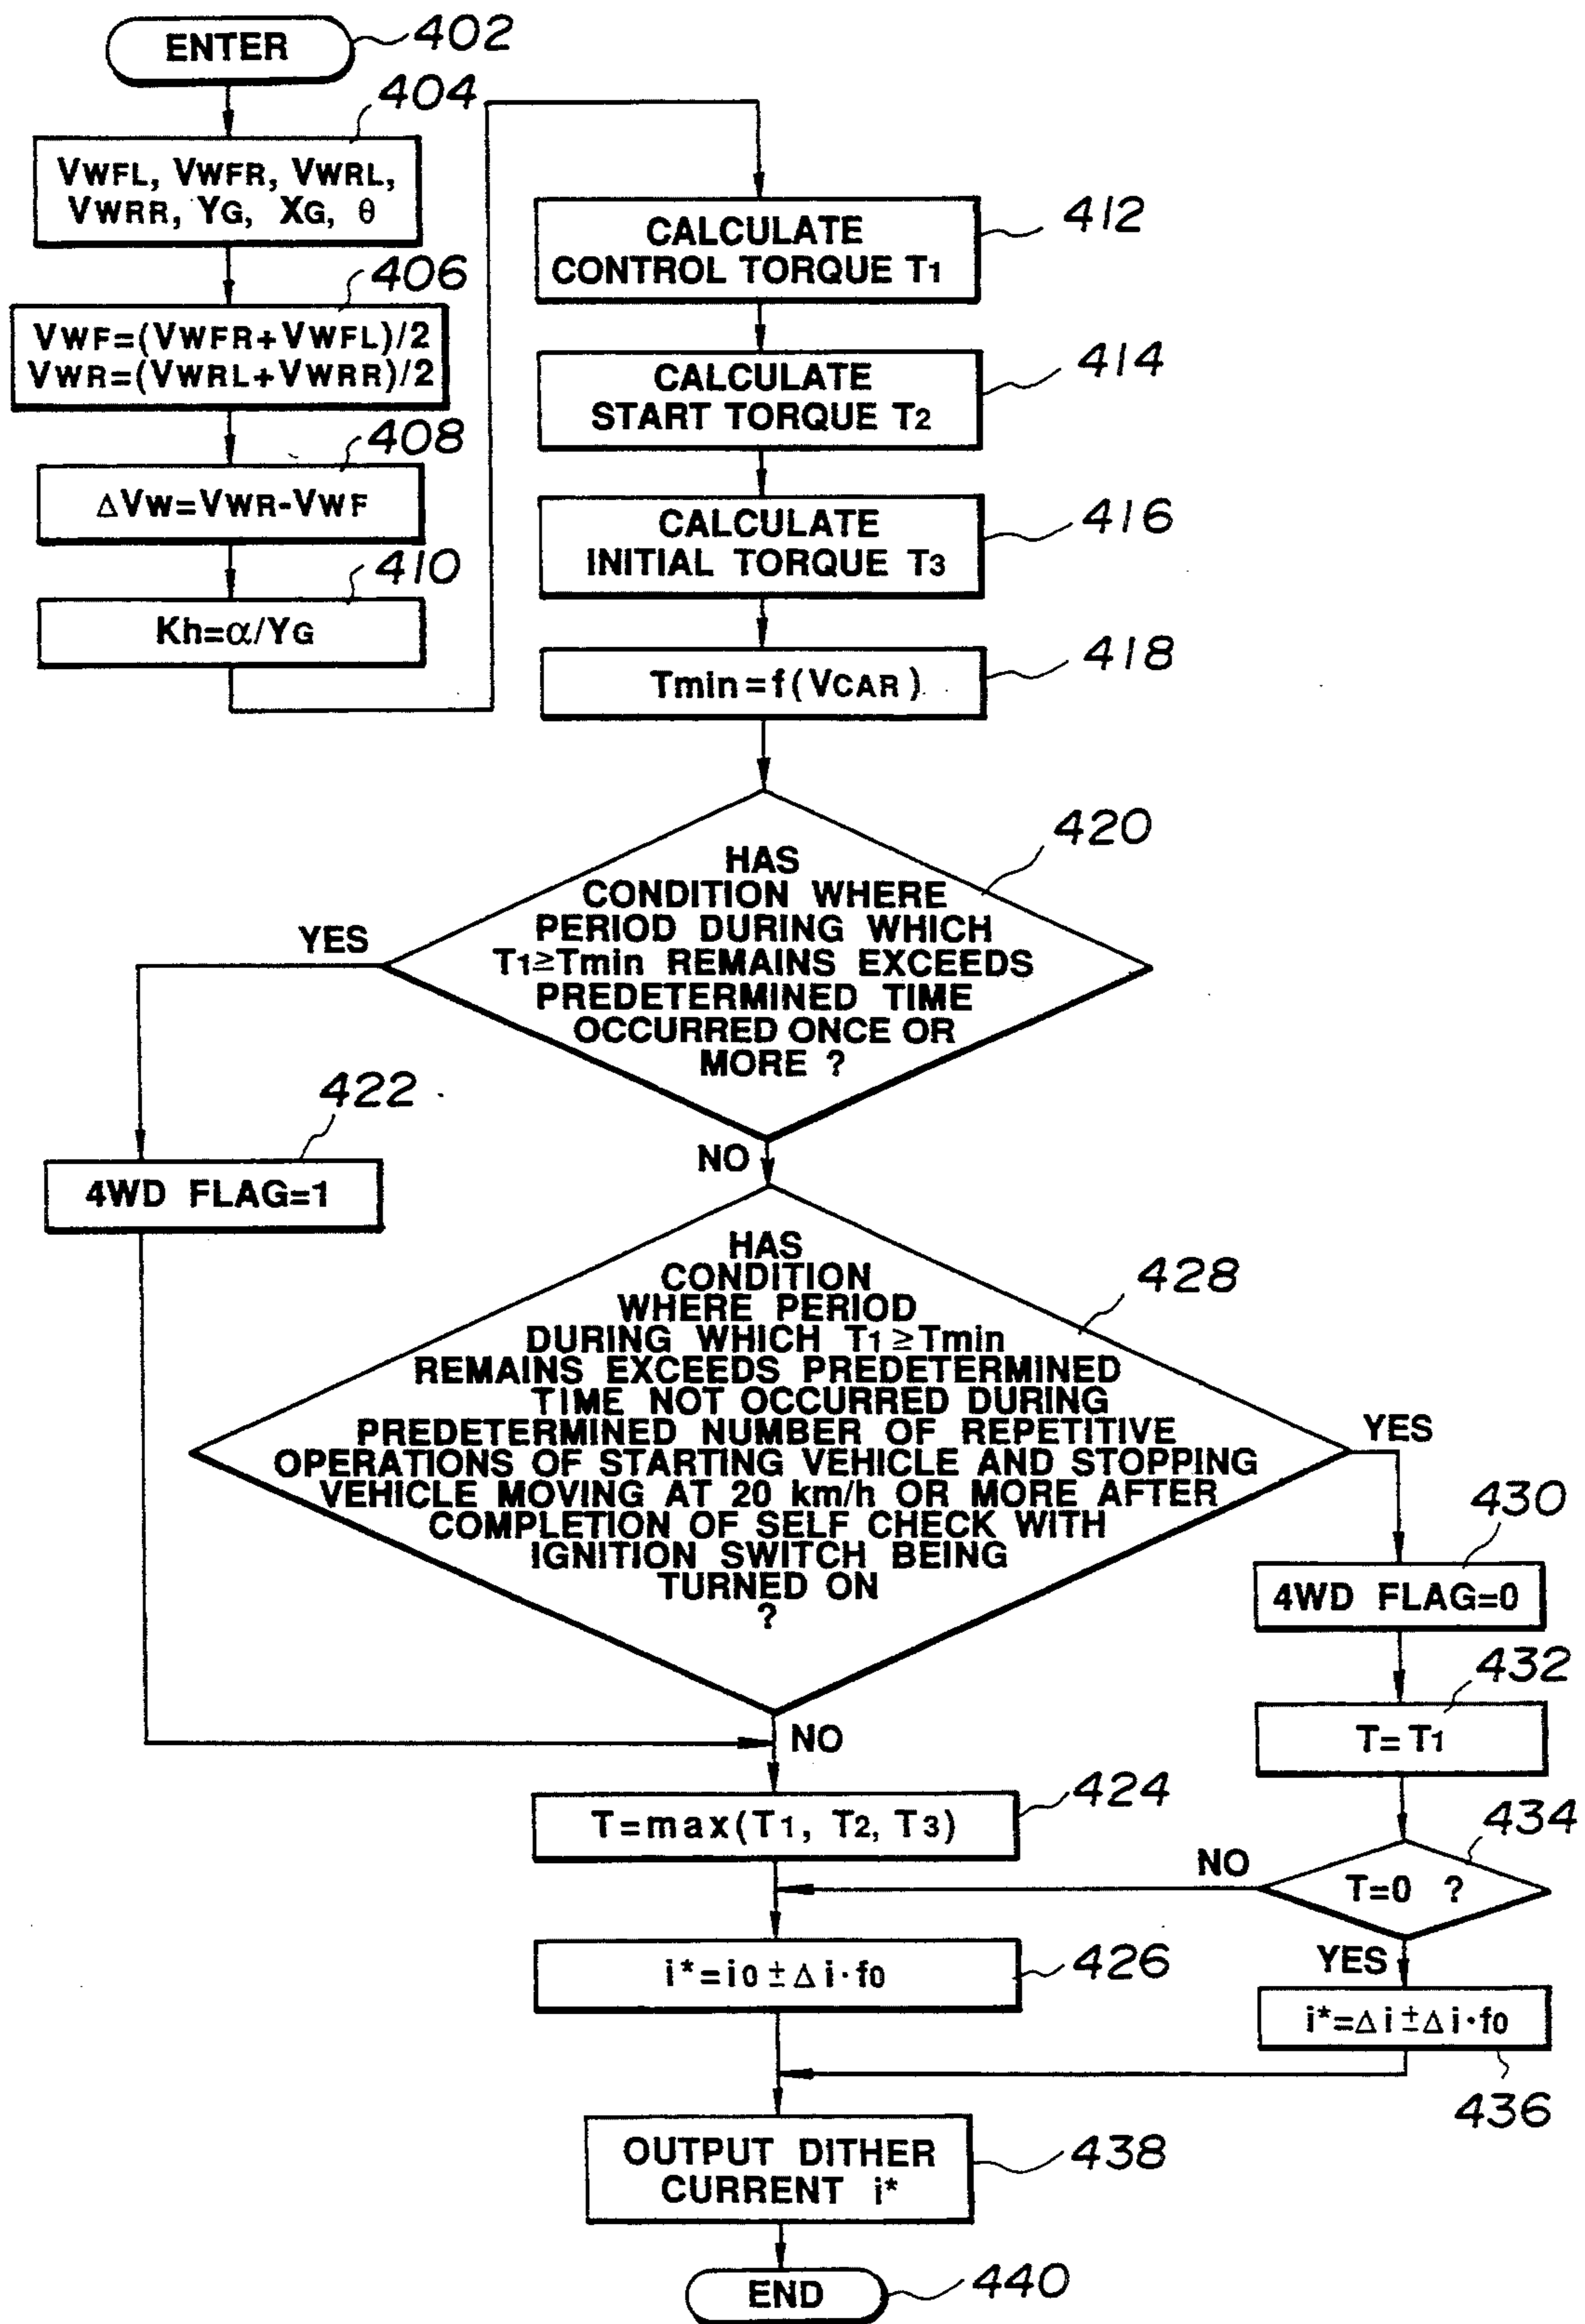 ENTER
402
404
VWFL, VWFR, VWRL,
VWRR, YG, XG, θ
406
VWF=(VWFR+VWFL)/2
VWR=(VWRL+VWRR)/2
408
ΔVW=VWR-VWF
410
Kh=α/YG
CALCULATE
CONTROL TORQUE T1
412
CALCULATE
START TORQUE T2
414
CALCULATE
INITIAL TORQUE T3
416
Tmin=f(VCAR)
418
420
HAS
CONDITION WHERE
PERIOD DURING WHICH
T1≥Tmin REMAINS EXCEEDS
PREDETERMINED TIME
OCCURRED ONCE OR
MORE ?
YES
NO
422
4WD FLAG=1
428
HAS
CONDITION
WHERE PERIOD
DURING WHICH T1≥Tmin
REMAINS EXCEEDS PREDETERMINED
TIME NOT OCCURRED DURING
PREDETERMINED NUMBER OF REPETITIVE
OPERATIONS OF STARTING VEHICLE AND STOPPING
VEHICLE MOVING AT 20 km/h OR MORE AFTER
COMPLETION OF SELF CHECK WITH
IGNITION SWITCH BEING
TURNED ON
?
YES
NO
430
4WD FLAG=0
432
T=T1
424
T=max(T1, T2, T3)
434
T=0 ?
NO
YES
426
i*=i0±Δi·f0
i*=Δi±Δi·f0
436
OUTPUT DITHER
CURRENT i*
438
END
440